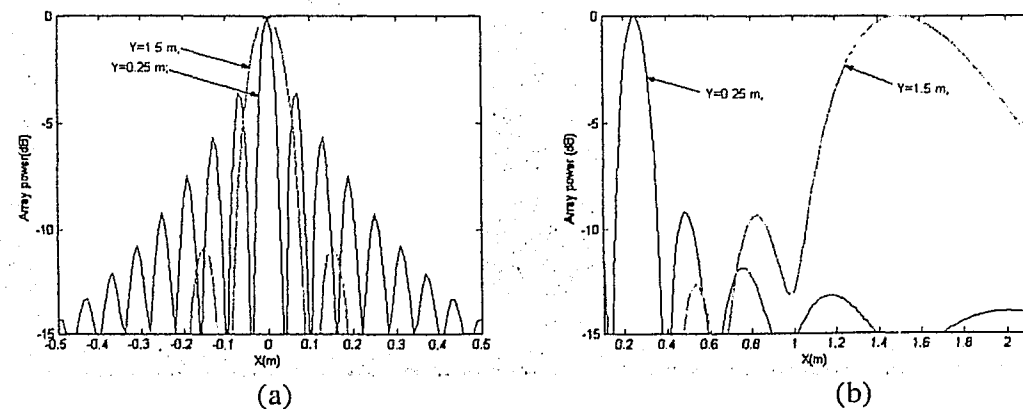 0
-5
-10
-15
Array power(dB)
Y=1 5 m,
Y=0.25 m;
-0.5 -0.4 -0.3 -0.2 -0.1 0 0.1 0.2 0.3 0.4 0.5
X(m)
(a)
0
-5
-10
-15
Array power (dB)
Y=0 25 m,
Y=1.5 m,
0.2 0.4 0.6 0.8 1 1.2 1.4 1.6 1.8 2
X(m)
(b)